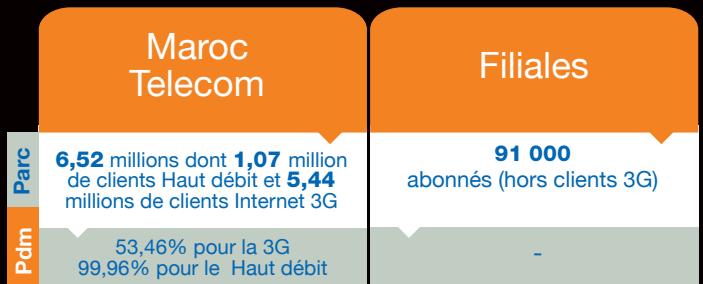 Maroc
Telecom
Filiales
Parc
6,52 millions dont 1,07 million
de clients Haut débit et 5,44
millions de clients Internet 3G
91 000
abonnés (hors clients 3G)
Pdm
53,46% pour la 3G
99,96% pour le Haut débit
-